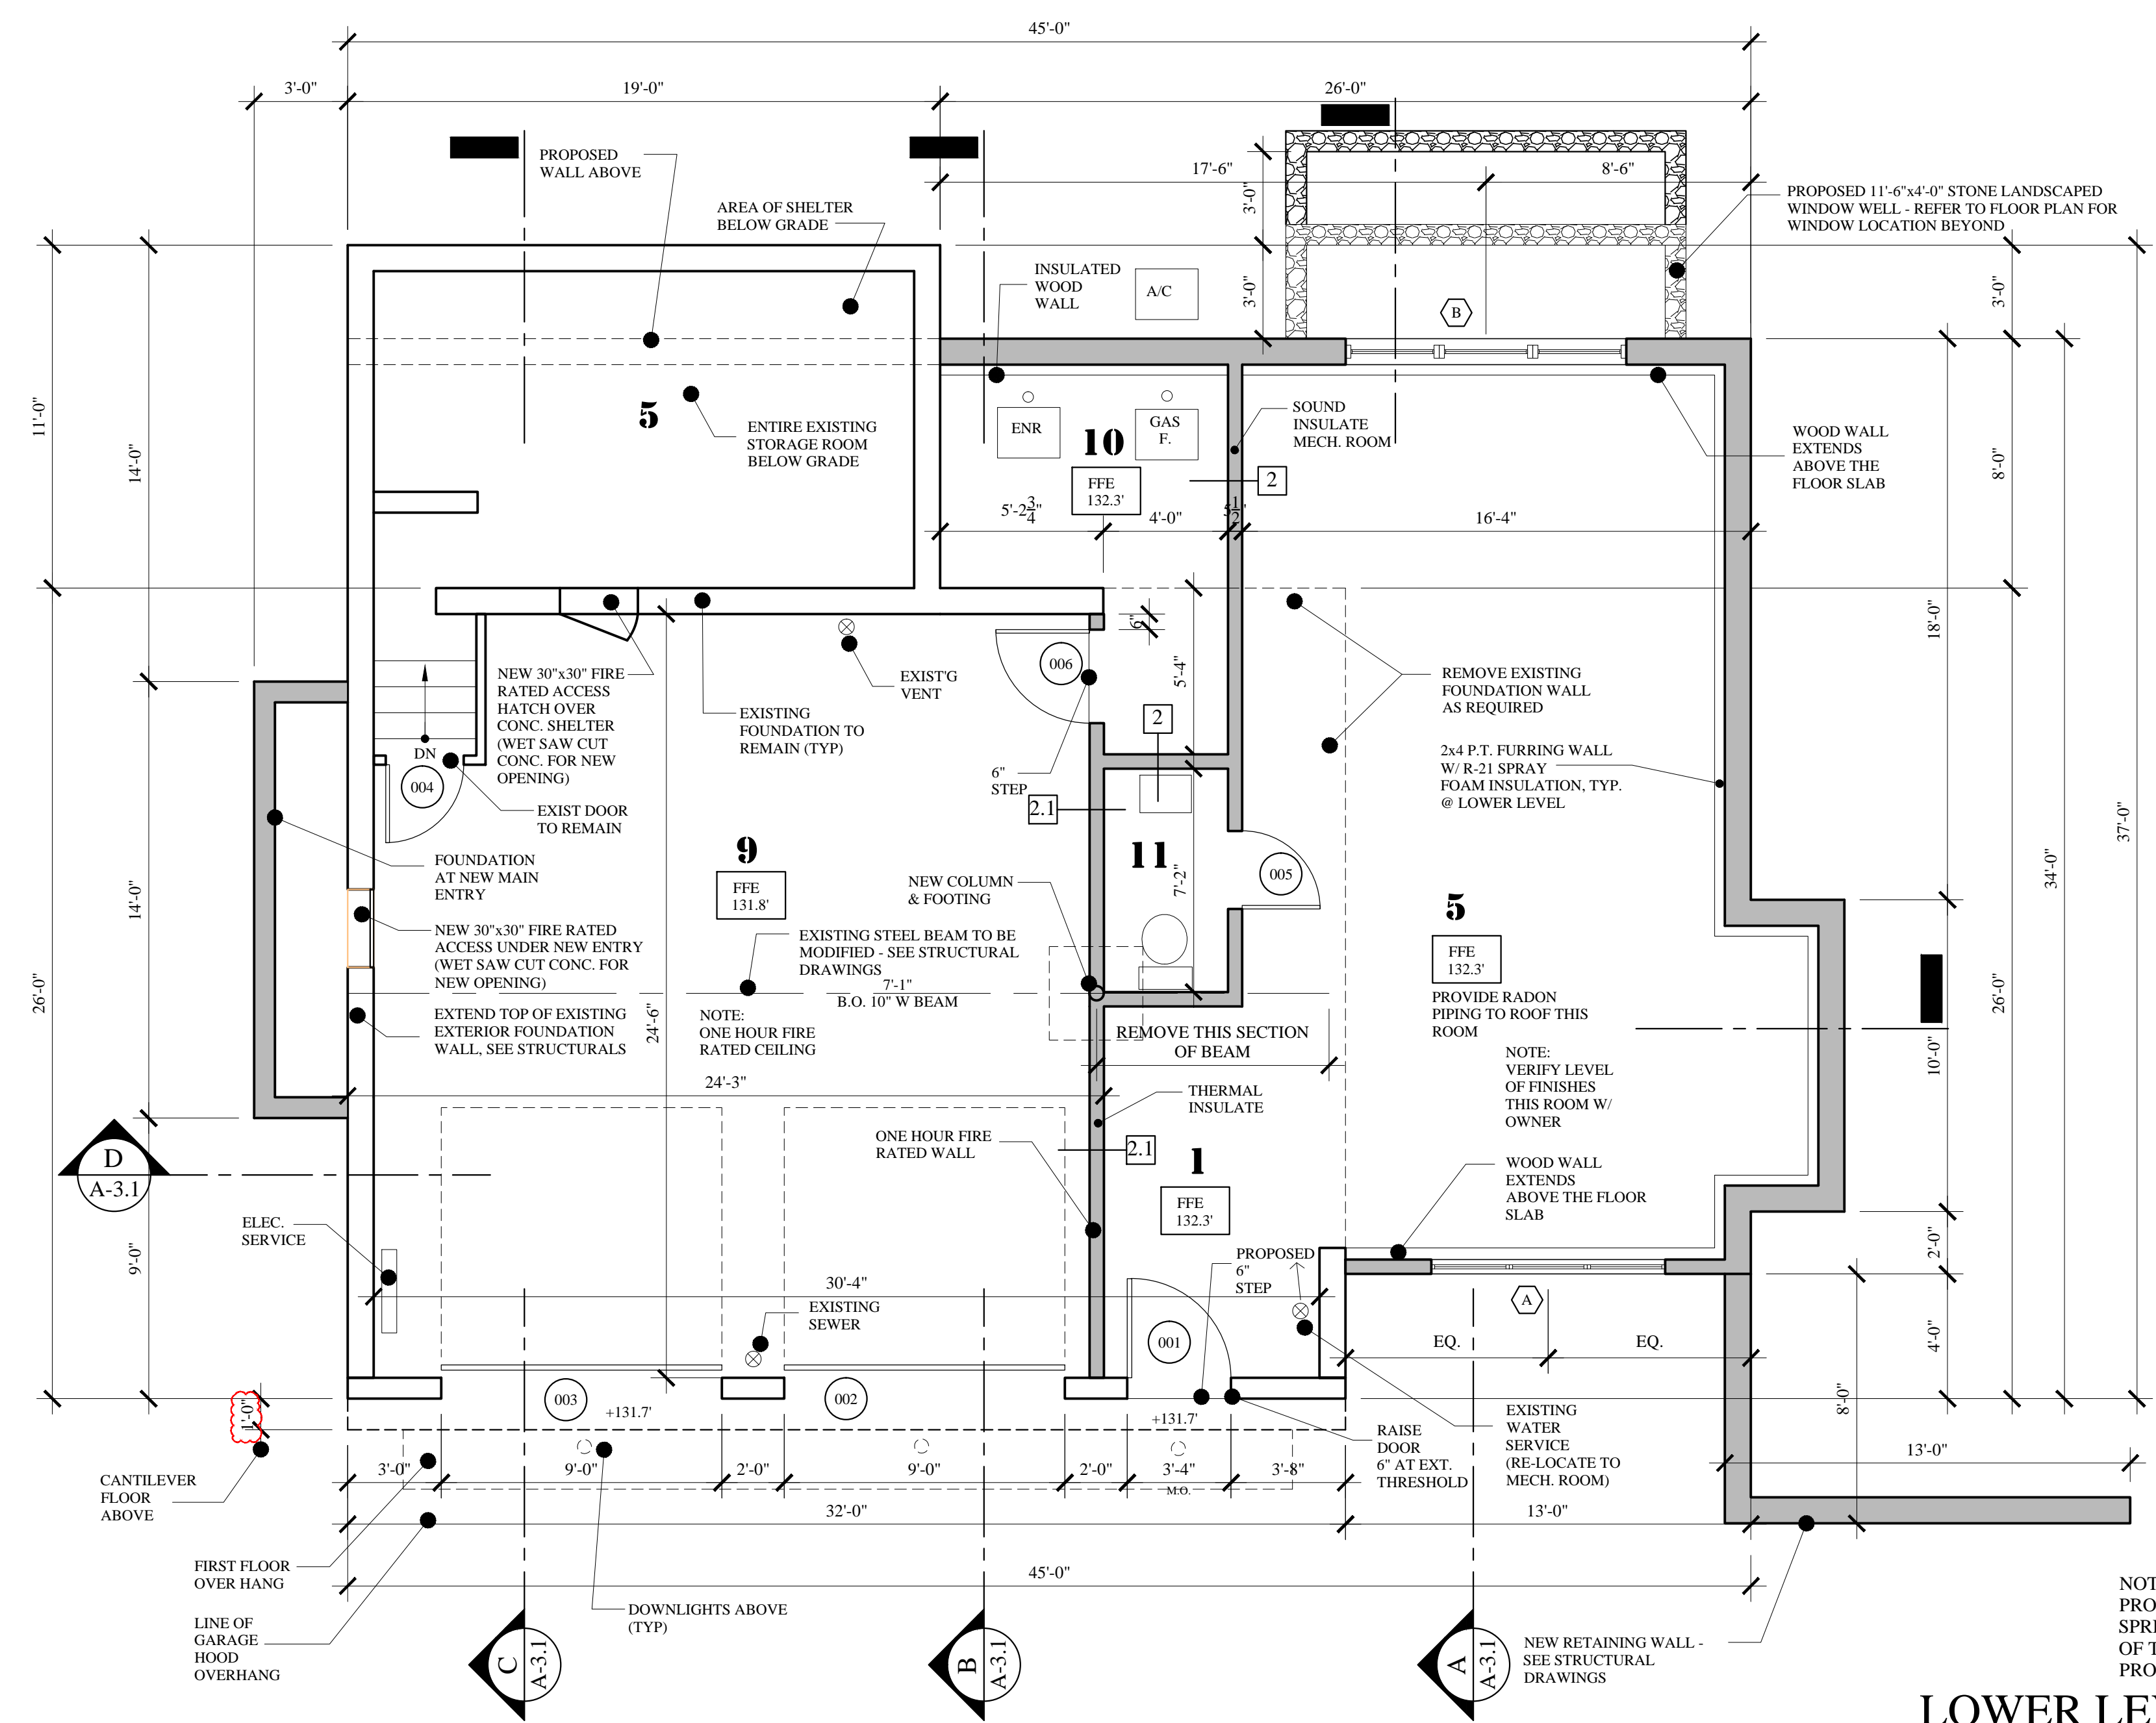 45'-0"
3'-0"
19'-0"
26'-0"
PROPOSED
WALL ABOVE
AREA OF SHELTER
BELOW GRADE
17'-6"
8'-6"
3'-0"
PROPOSED 11'-6"x4'-0" STONE LANDSCAPED
WINDOW WELL - REFER TO FLOOR PLAN FOR
WINDOW LOCATION BEYOND
INSULATED
WOOD
WALL
A/C
3'-0"
B
3'-0"
11'-0"
14'-0"
5
ENTIRE EXISTING
STORAGE ROOM
BELOW GRADE
ENR
10
GAS
F.
SOUND
INSULATE
MECH. ROOM
FFE
132.3'
2
WOOD WALL
EXTENDS
ABOVE THE
FLOOR SLAB
8'-0"
5'-2 3/4"
4'-0"
5 1/2"
16'-4"
18'-0"
37'-0"
34'-0"
6"
006
5'-4"
NEW 30"x30" FIRE
RATED ACCESS
HATCH OVER
CONC. SHELTER
(WET SAW CUT
CONC. FOR NEW
OPENING)
EXISTING
FOUNDATION TO
REMAIN (TYP)
EXIST'G
VENT
REMOVE EXISTING
FOUNDATION WALL
AS REQUIRED
DN
004
EXIST DOOR
TO REMAIN
6"
STEP
2
2.1
2x4 P.T. FURRING WALL
W/ R-21 SPRAY
FOAM INSULATION, TYP.
@ LOWER LEVEL
FOUNDATION
AT NEW MAIN
ENTRY
9
FFE
131.8'
NEW COLUMN
& FOOTING
11
7'-2"
005
5
FFE
132.3'
14'-0"
26'-0"
NEW 30"x30" FIRE RATED
ACCESS UNDER NEW ENTRY
(WET SAW CUT CONC. FOR
NEW OPENING)
EXISTING STEEL BEAM TO BE
MODIFIED - SEE STRUCTURAL
DRAWINGS
7'-1"
B.O. 10" W BEAM
PROVIDE RADON
PIPING TO ROOF THIS
ROOM
EXTEND TOP OF EXISTING
EXTERIOR FOUNDATION
WALL, SEE STRUCTURALS
24'-6"
NOTE:
ONE HOUR FIRE
RATED CEILING
REMOVE THIS SECTION
OF BEAM
NOTE:
VERIFY LEVEL
OF FINISHES
THIS ROOM W/
OWNER
26'-0"
10'-0"
24'-3"
THERMAL
INSULATE
ONE HOUR FIRE
RATED WALL
2.1
1
FFE
132.3'
WOOD WALL
EXTENDS
ABOVE THE FLOOR
SLAB
D
A-3.1
ELEC.
SERVICE
9'-0"
2'-0"
PROPOSED
6"
STEP
30'-4"
EXISTING
SEWER
001
A
EQ.
EQ.
4'-0"
8'-0"
1'-0"
003
+131.7'
002
+131.7'
RAISE
DOOR
6" AT EXT.
THRESHOLD
EXISTING
WATER
SERVICE
(RE-LOCATE TO
MECH. ROOM)
13'-0"
CANTILEVER
FLOOR
ABOVE
3'-0"
9'-0"
2'-0"
9'-0"
2'-0"
3'-4"
M.O.
3'-8"
32'-0"
13'-0"
FIRST FLOOR
OVER HANG
45'-0"
LINE OF
GARAGE
HOOD
OVERHANG
DOWNLIGHTS ABOVE
(TYP)
C
A-3.1
B
A-3.1
A
A-3.1
NEW RETAINING WALL -
SEE STRUCTURAL
DRAWINGS
NOT
PRO
SPRI
OF T
PRO
LOWER LE